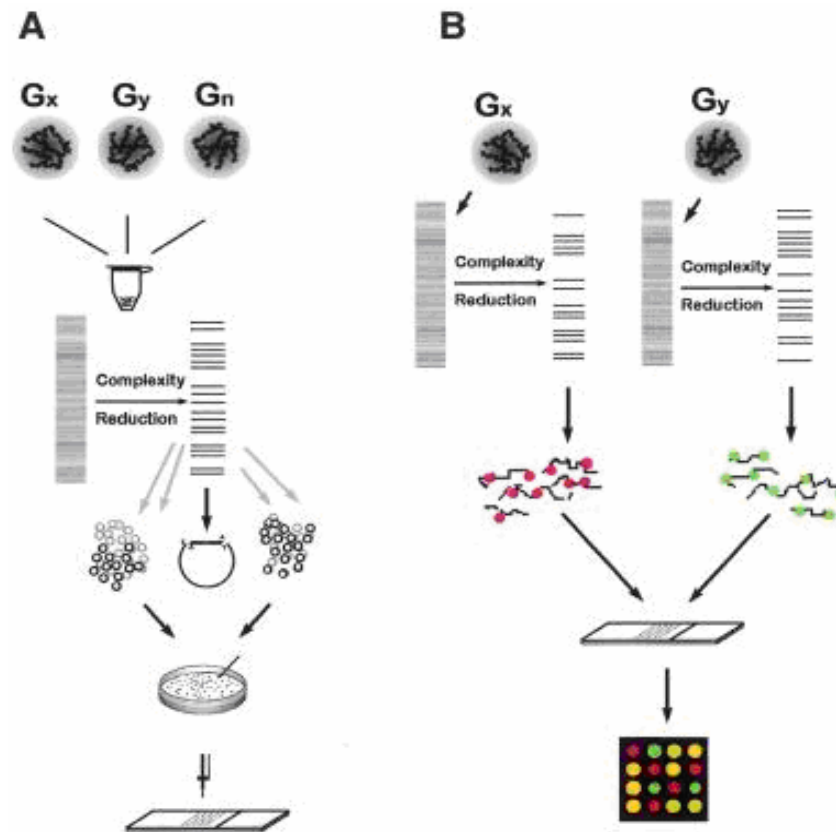 A
Gx Gy Gn
Complexity
Reduction
B
Gx
Gy
Complexity
Reduction
Complexity
Reduction